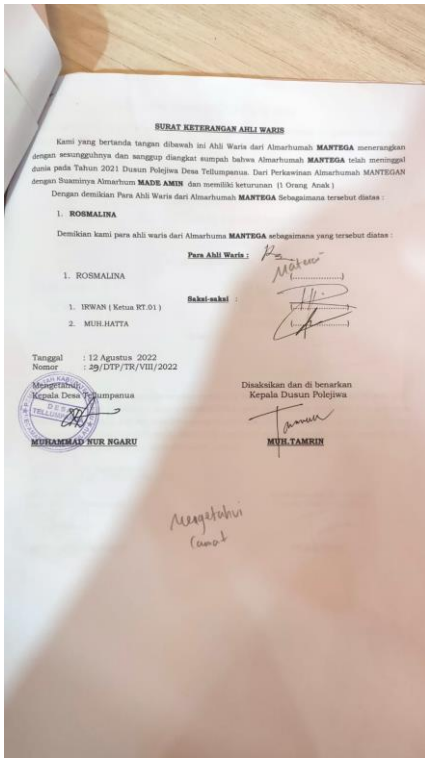 SURAT KETERANGAN AHLI WARIS
Kami yang bertanda tangan dibawah ini Ahli Waris dari Almarhumah MANTEGA menerangkan
dengan sesungguhnya dan sanggup diangkat sumpah bahwa Almarhumah MANTEGA telah meninggal
dunia pada Tahun 2021 Dusun Polejiwa Desa Tellumpanua. Dari Perkawinan Almarhumah MANTEGAN
dengan Suaminya Almarhum MADE AMIN dan memiliki keturunan (1 Orang Anak)
Dengan demikian Para Ahli Waris dari Almarhumah MANTEGA Sebagaimana tersebut diatas :
1. ROSMALINA
Demikian kami para ahli waris dari Almarhuma MANTEGA sebagaimana yang tersebut diatas :
Para Ahli Waris :
Materai
1. ROSMALINA (..............)
Saksi-saksi :
1. IRWAN ( Ketua RT.01 ) (..............)
2. MUH.HATTA (..............)
Tanggal : 12 Agustus 2022
Nomor : 29/DTP/TR/VIII/2022
Mengetahui Disaksikan dan di benarkan
Kepala Desa Tellumpanua Kepala Dusun Polejiwa
DESA
Tamrin
MUHAMMAD NUR NGARU MUH.TAMRIN
Mengetahui
Camat